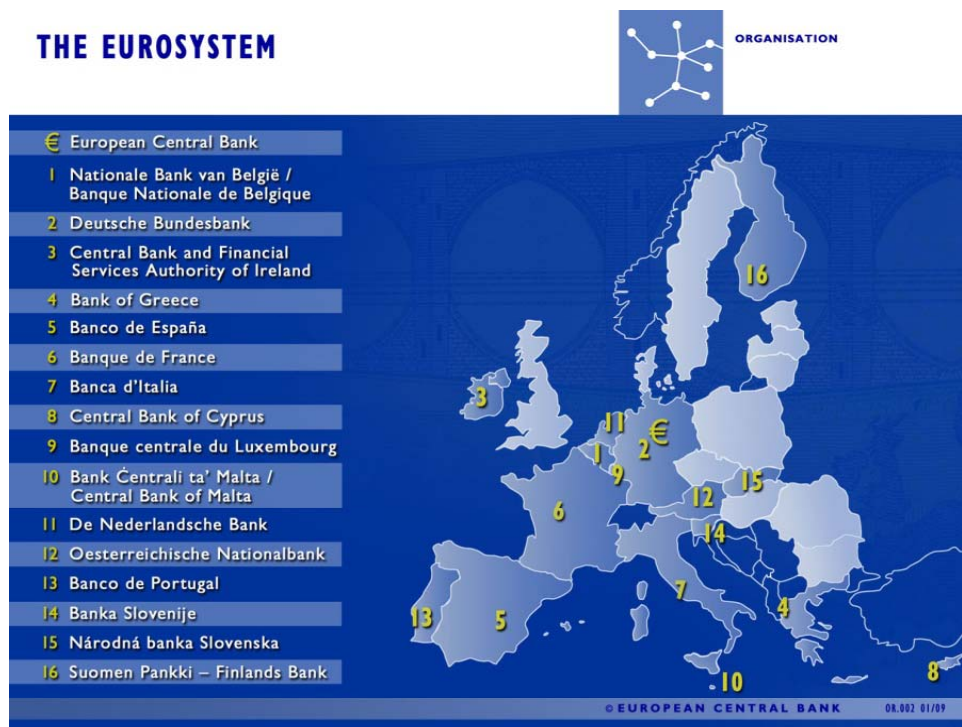 THE EUROSYSTEM
ORGANISATION
€ European Central Bank
1 Nationale Bank van België /
Banque Nationale de Belgique
2 Deutsche Bundesbank
3 Central Bank and Financial
Services Authority of Ireland
4 Bank of Greece
5 Banco de España
6 Banque de France
7 Banca d'Italia
8 Central Bank of Cyprus
9 Banque centrale du Luxembourg
10 Bank Ċentrali ta' Malta /
Central Bank of Malta
11 De Nederlandsche Bank
12 Oesterreichische Nationalbank
13 Banco de Portugal
14 Banka Slovenije
15 Národná banka Slovenska
16 Suomen Pankki – Finlands Bank
16
3
11
€
1
2
9
15
12
6
14
7
13
5
4
10
8
© EUROPEAN CENTRAL BANK OR.002 01/09